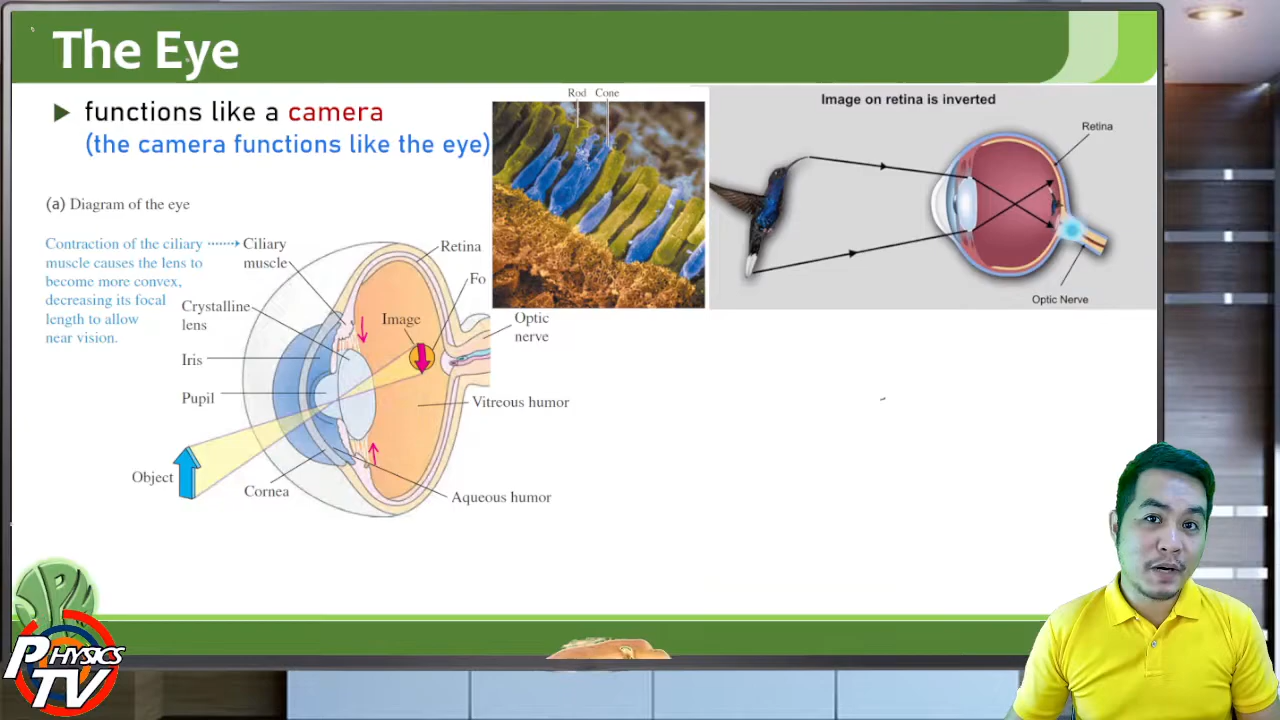 The Eye
functions like a camera
(the camera functions like the eye)
Rod Cone
Image on retina is inverted
Retina
Optic Nerve
(a) Diagram of the eye
Contraction of the ciliary
muscle causes the lens to
become more convex,
decreasing its focal
length to allow
near vision.
Ciliary
muscle
Retina
Fo
Crystalline
lens
Image
Optic
nerve
Iris
Pupil
Vitreous humor
Object
Cornea
Aqueous humor
PHYSICS
TV